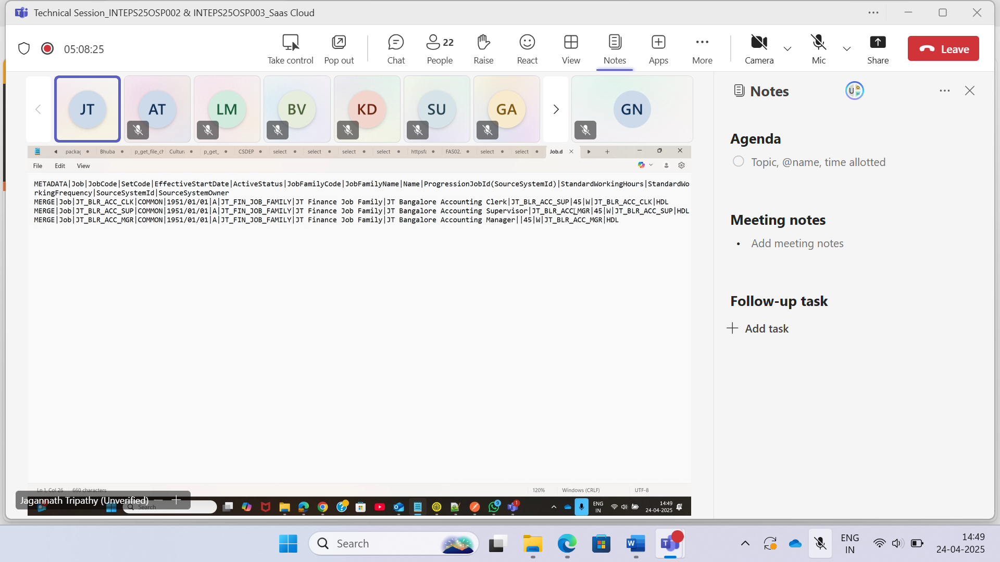 Technical Session_INTEPS25OSP002 & INTEPS25OSP003_Saas Cloud
05:08:25
Take control
Pop out
Chat
22
People
Raise
React
View
Notes
Apps
More
Camera
Mic
Share
Leave
JT
AT
LM
BV
KD
SU
GA
GN
packag
Bhuba
p_get_file_ch
Cultura
p_get_
CSDEP
select
select
select
select
httpsfa
FAS02.
select
select
Job.d
File Edit View
METADATA|Job|JobCode|SetCode|EffectiveStartDate|ActiveStatus|JobFamilyCode|JobFamilyName|Name|ProgressionJobId(SourceSystemId)|StandardWorkingHours|StandardWo
rkingFrequency|SourceSystemId|SourceSystemOwner
MERGE|Job|JT_BLR_ACC_CLK|COMMON|1951/01/01|A|JT_FIN_JOB_FAMILY|JT Finance Job Family|JT Bangalore Accounting Clerk|JT_BLR_ACC_SUP|45|W|JT_BLR_ACC_CLK|HDL
MERGE|Job|JT_BLR_ACC_SUP|COMMON|1951/01/01|A|JT_FIN_JOB_FAMILY|JT Finance Job Family|JT Bangalore Accounting Supervisor|JT_BLR_ACC_MGR|45|W|JT_BLR_ACC_SUP|HDL
MERGE|Job|JT_BLR_ACC_MGR|COMMON|1951/01/01|A|JT_FIN_JOB_FAMILY|JT Finance Job Family|JT Bangalore Accounting Manager||45|W|JT_BLR_ACC_MGR|HDL
Ln 1, Col 26 660 characters
120%
Windows (CRLF)
UTF-8
Jagannath Tripathy (Unverified)
Search
9
1
ENG
IN
14:49
24-04-2025
Notes
Agenda
Topic, @name, time allotted
Meeting notes
Add meeting notes
Follow-up task
Add task
Search
ENG
IN
14:49
24-04-2025